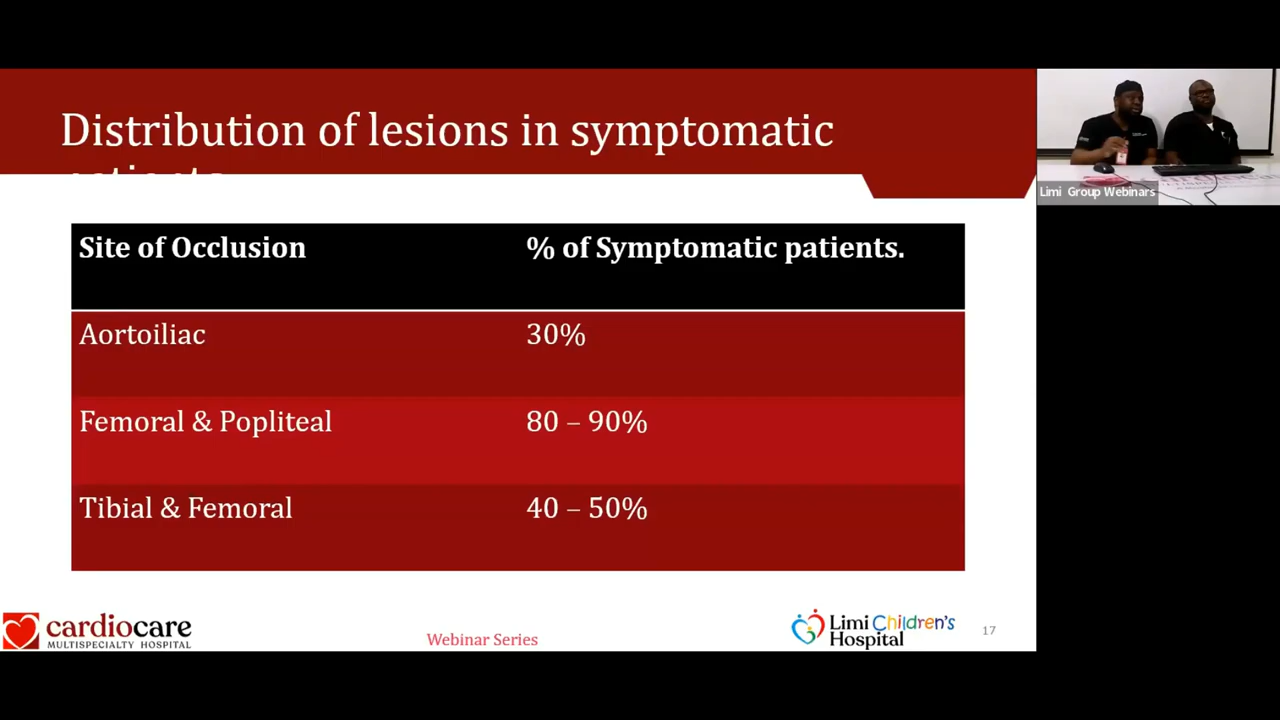 Distribution of lesions in symptomatic
Site of Occlusion % of Symptomatic patients.
Aortoiliac 30%
Femoral & Popliteal 80 – 90%
Tibial & Femoral 40 – 50%
cardiocare
MULTISPECIALTY HOSPITAL
Webinar Series
Limi Children's
Hospital
17
Limi Group Webinars